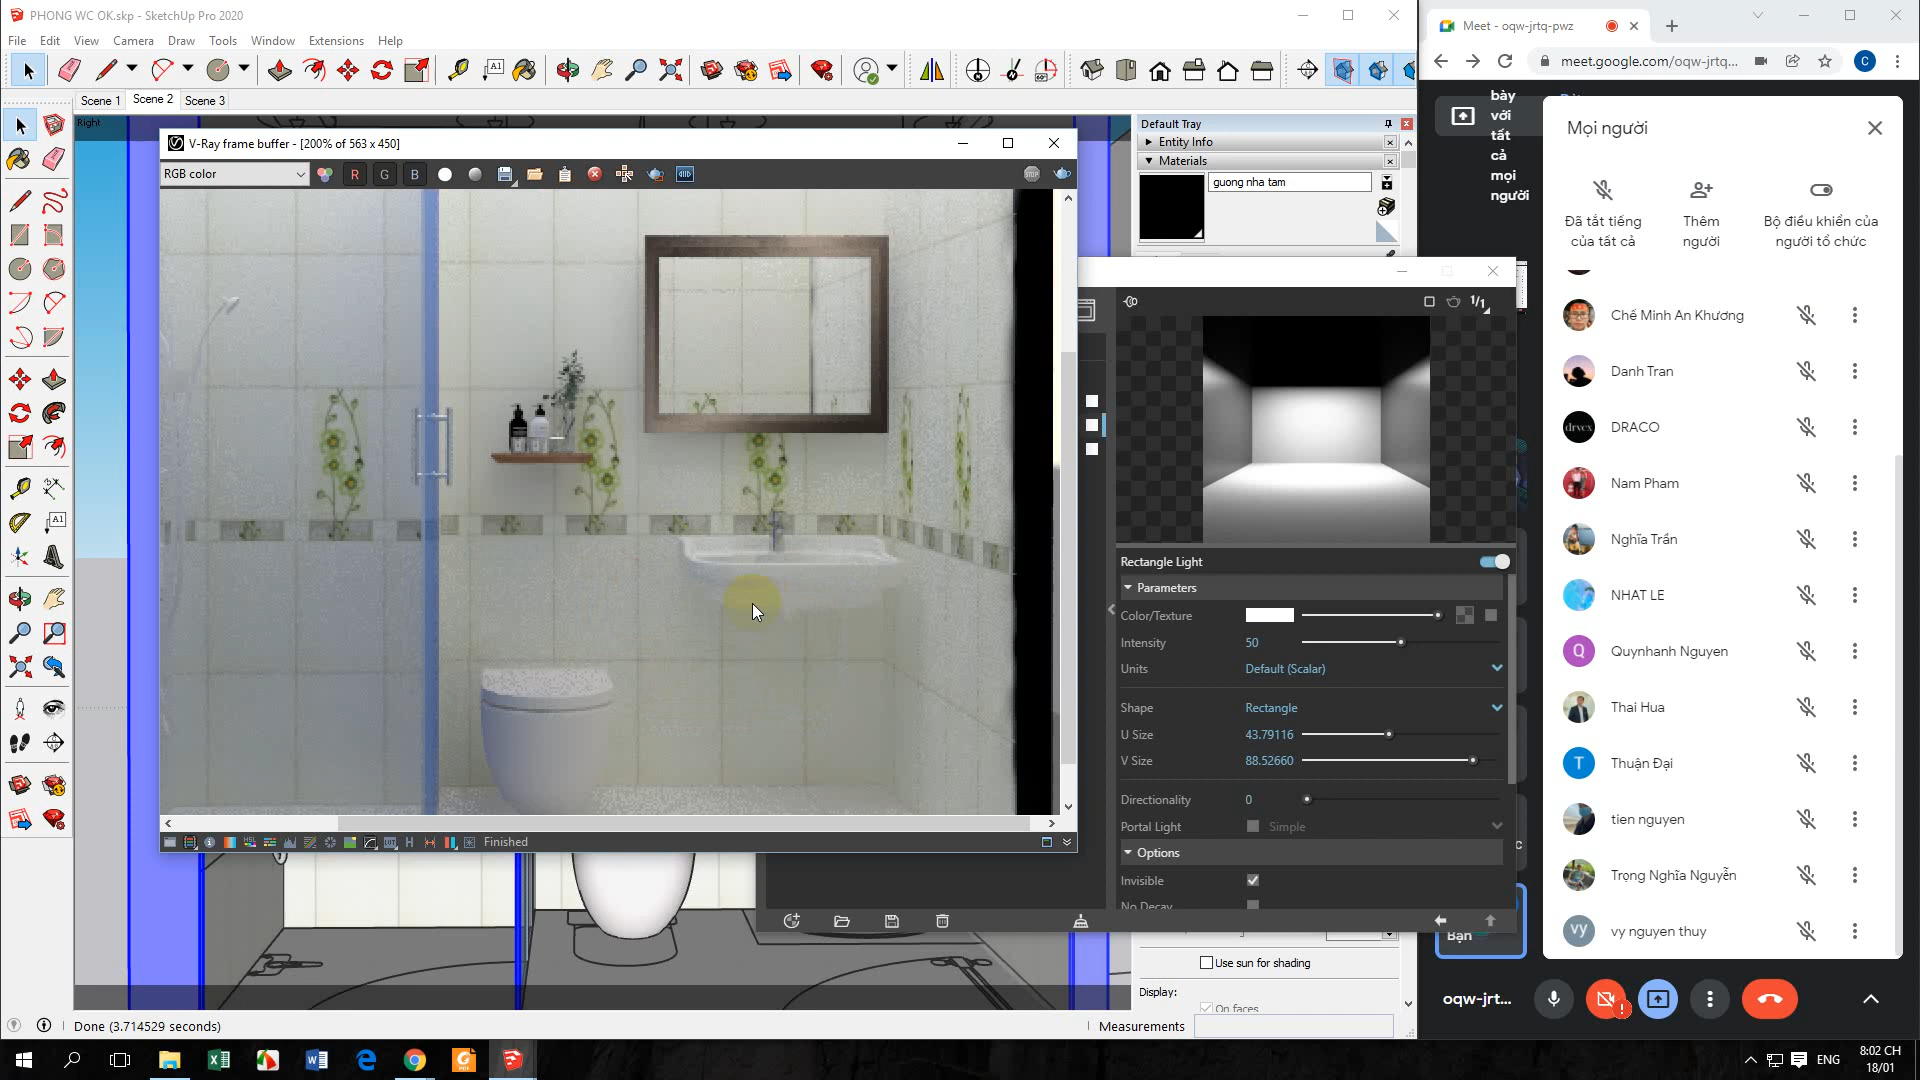 PHONG WC OK.skp - SketchUp Pro 2020
File Edit View Camera Draw Tools Window Extensions Help
Scene 1 Scene 2 Scene 3
Right
V-Ray frame buffer - [200% of 563 x 450]
RGB color
R G B
STOP
Finished
Default Tray
Entity Info
Materials
guong nha tam
1/1
Rectangle Light
Parameters
Color/Texture
Intensity 50
Units Default (Scalar)
Shape Rectangle
U Size 43.79116
V Size 88.52660
Directionality 0
Portal Light Simple
Options
Invisible
No Decay
Use sun for shading
Display:
On faces
Done (3.714529 seconds)
Measurements
Meet - oqw-jrtq-pwz
meet.google.com/oqw-jrtq...
C
bày
với
tất
cả
mọi
người
Mọi người
Đã tắt tiếng
của tất cả
Thêm
người
Bộ điều khiển của
người tổ chức
Chế Minh An Khương
Danh Tran
DRACO
Nam Pham
Nghĩa Trần
NHAT LE
Q Quynhanh Nguyen
Thai Hua
T Thuận Đại
tien nguyen
Trọng Nghĩa Nguyễn
vy vy nguyen thuy
Bạn
oqw-jrt...
ENG
8:02 CH
18/01